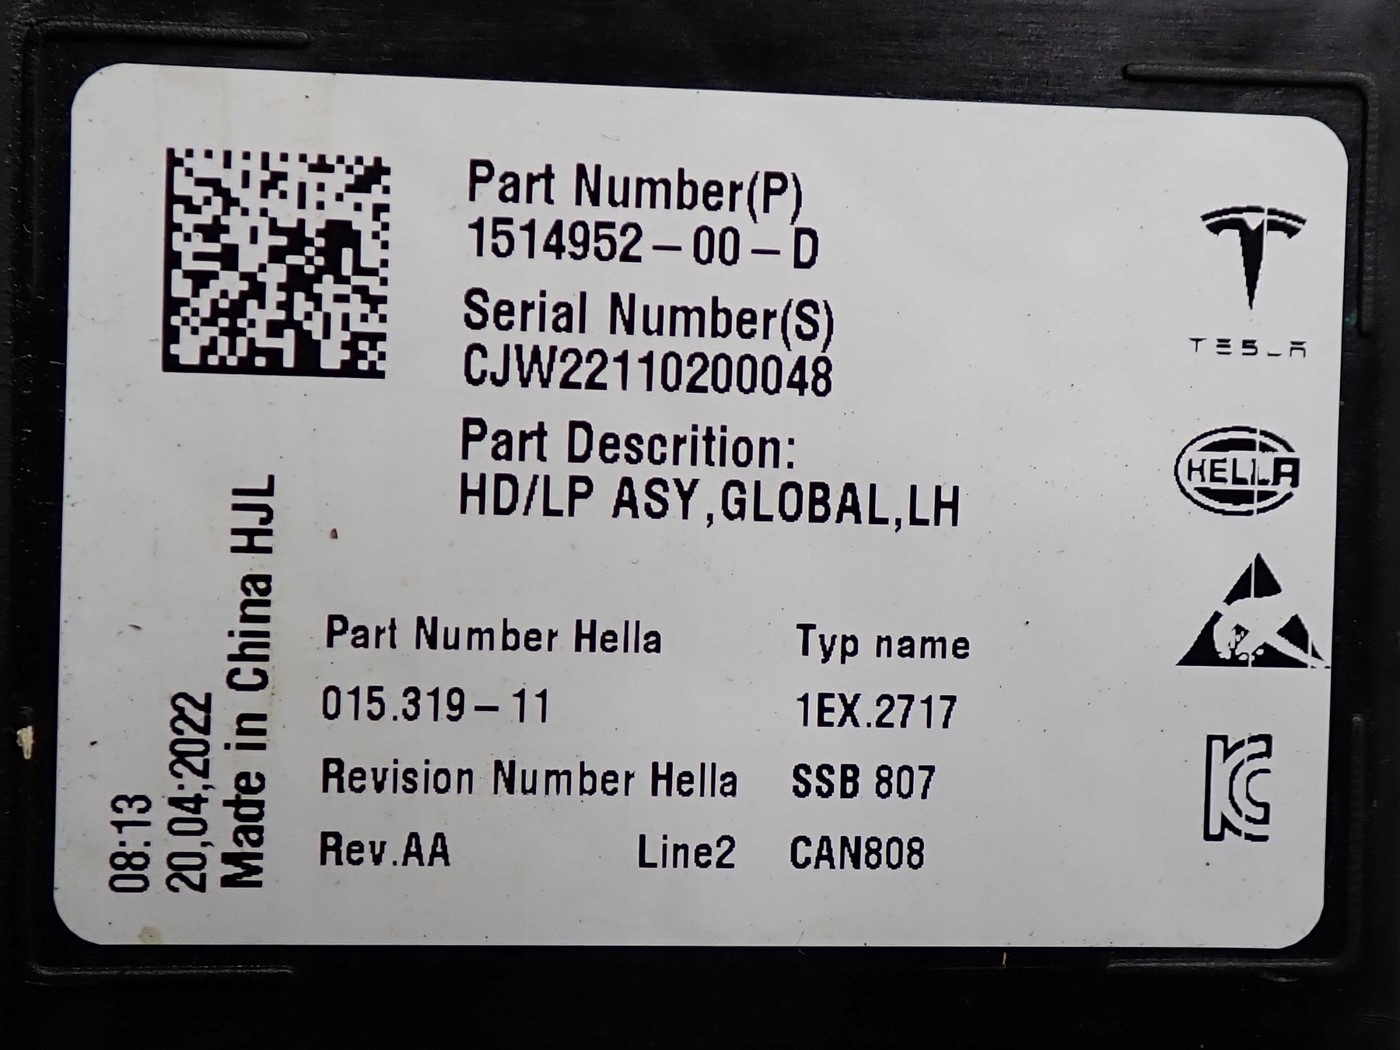 Part Number(P)
1514952-00-D
Serial Number(S)
CJW22110200048
Part Descrition:
HD/LP ASY,GLOBAL,LH
Part Number Hella
Typ name
015.319-11
1EX.2717
Revision Number Hella
SSB 807
Rev.AA
Line2
CAN808
08:13
20,04;2022
Made in China HJL
TESLA
HELLA